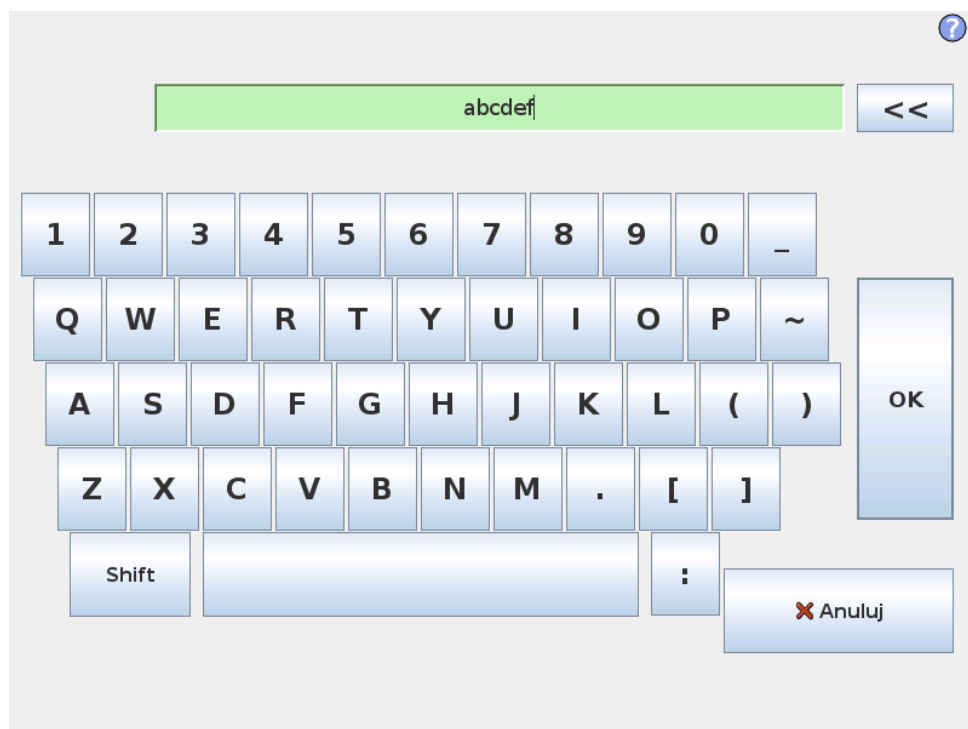 ?
abcdef
<<
1 2 3 4 5 6 7 8 9 0 _
Q W E R T Y U I O P ~
A S D F G H J K L ( )
OK
Z X C V B N M . [ ]
Shift :
Anuluj